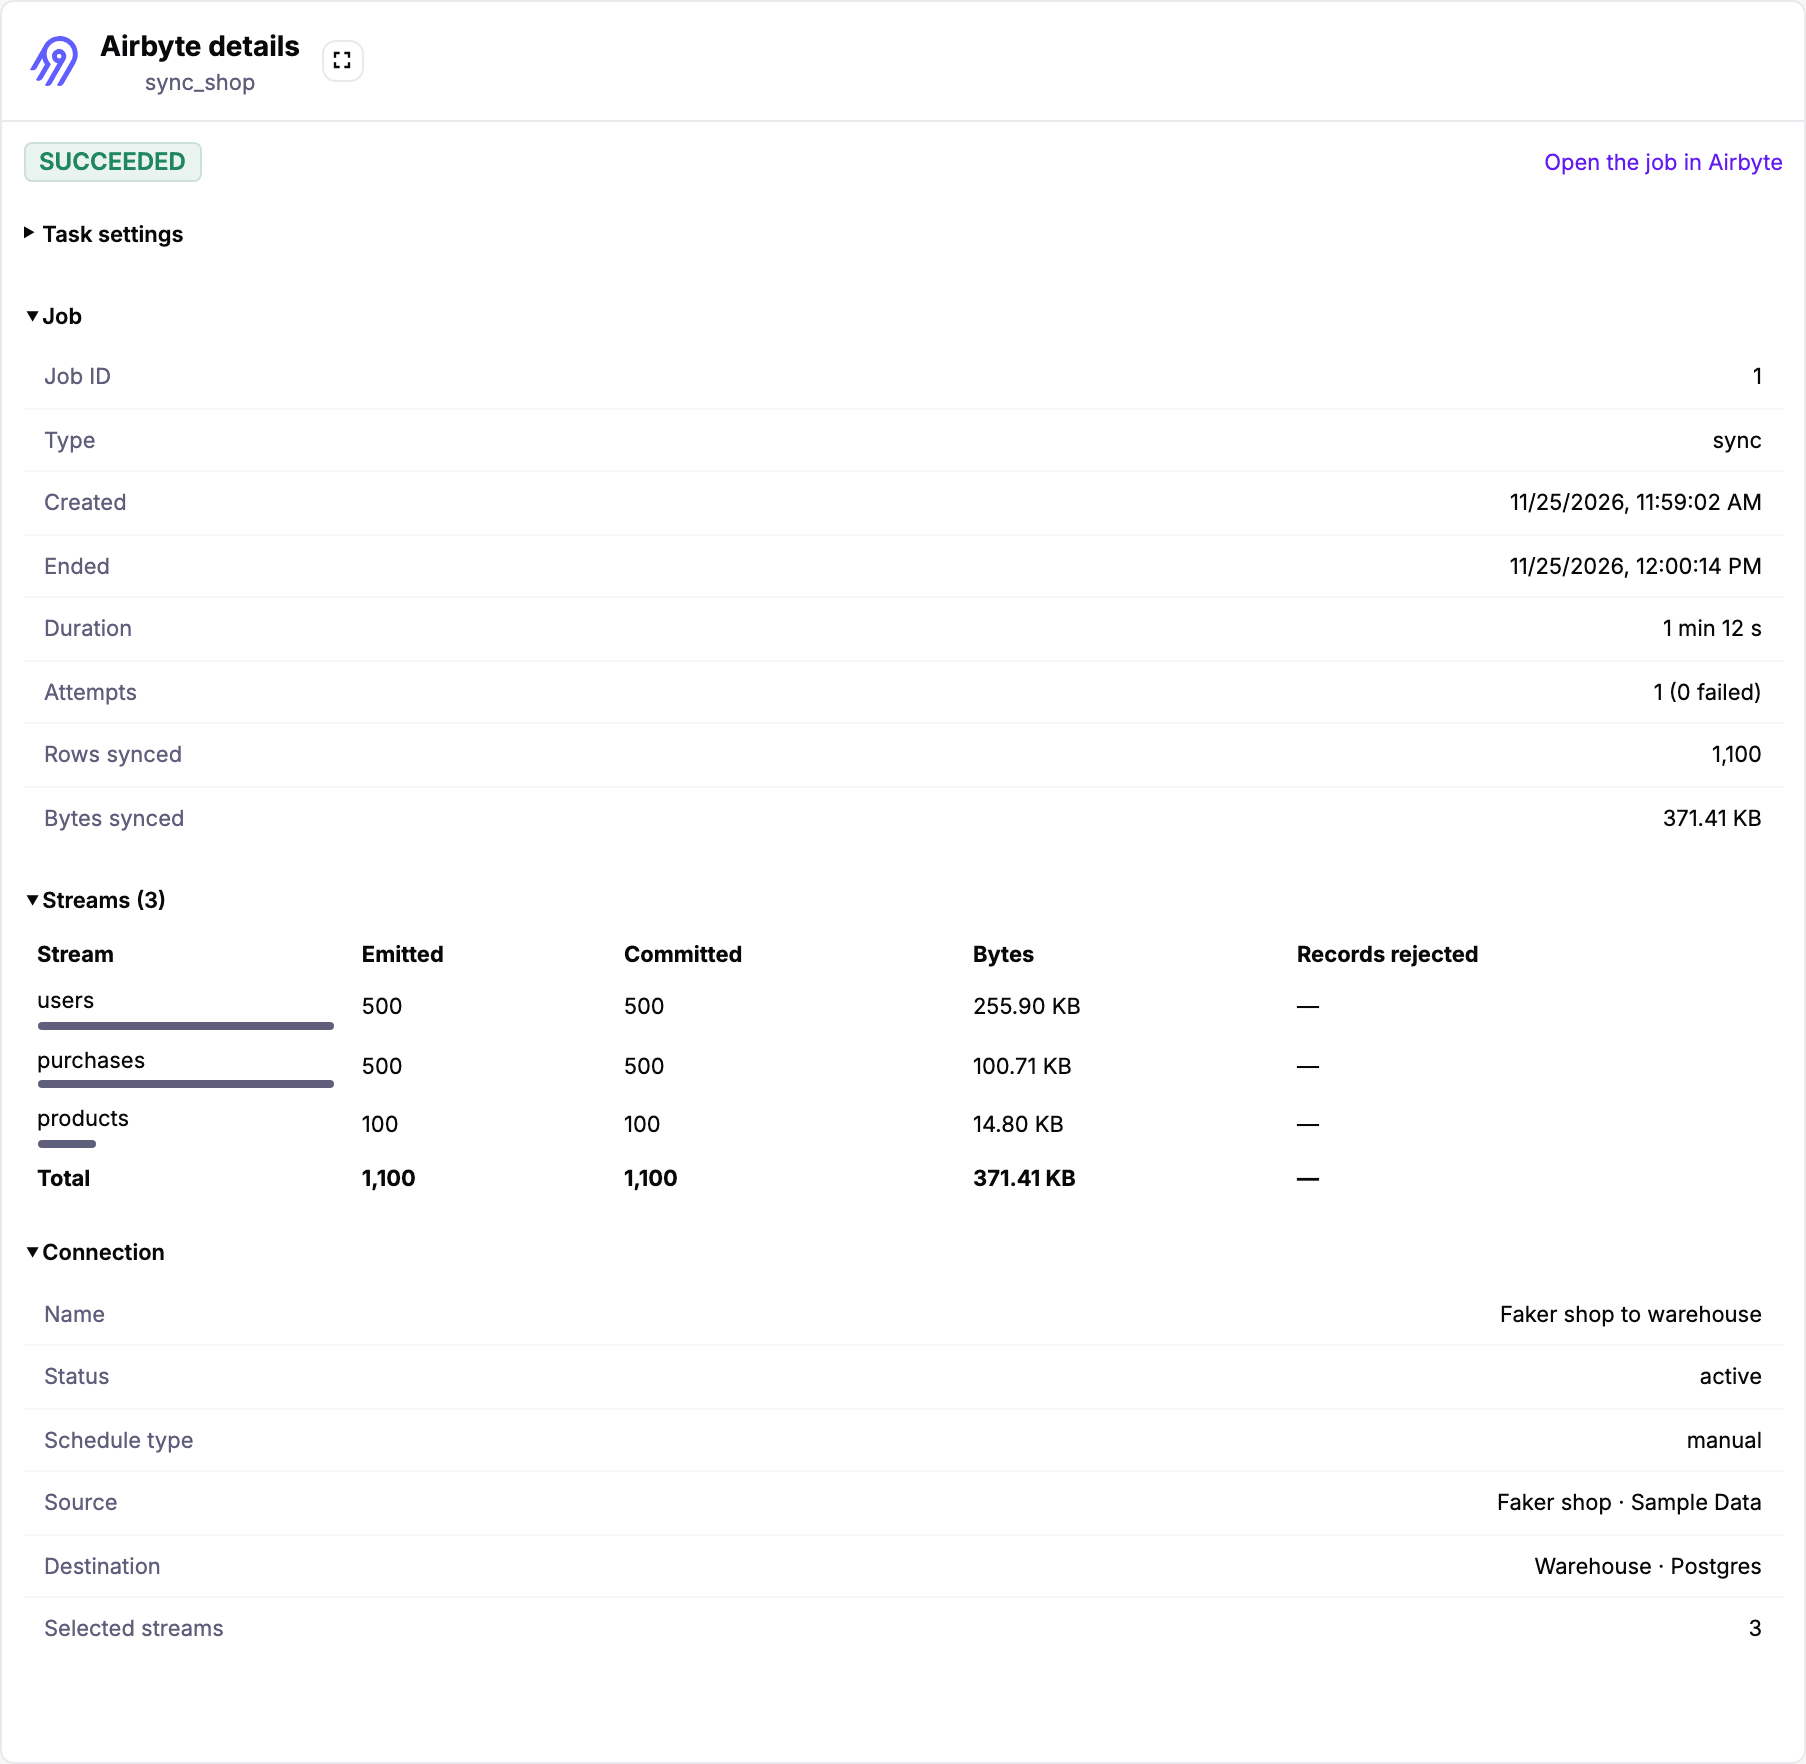 Airbyte details
sync_shop
SUCCEEDED
Open the job in Airbyte
Task settings
Job
Job ID 1
Type sync
Created 11/25/2026, 11:59:02 AM
Ended 11/25/2026, 12:00:14 PM
Duration 1 min 12 s
Attempts 1 (0 failed)
Rows synced 1,100
Bytes synced 371.41 KB
Streams (3)
Stream Emitted Committed Bytes Records rejected
users 500 500 255.90 KB —
purchases 500 500 100.71 KB —
products 100 100 14.80 KB —
Total 1,100 1,100 371.41 KB —
Connection
Name Faker shop to warehouse
Status active
Schedule type manual
Source Faker shop · Sample Data
Destination Warehouse · Postgres
Selected streams 3